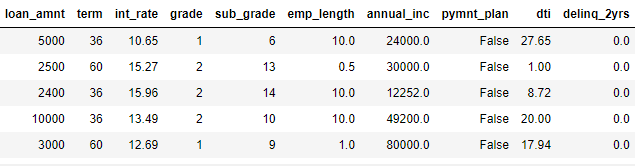 loan_amnt term int_rate grade sub_grade emp_length annual_inc pymnt_plan dti delinq_2yrs
5000 36 10.65 1 6 10.0 24000.0 False 27.65 0.0
2500 60 15.27 2 13 0.5 30000.0 False 1.00 0.0
2400 36 15.96 2 14 10.0 12252.0 False 8.72 0.0
10000 36 13.49 2 10 10.0 49200.0 False 20.00 0.0
3000 60 12.69 1 9 1.0 80000.0 False 17.94 0.0